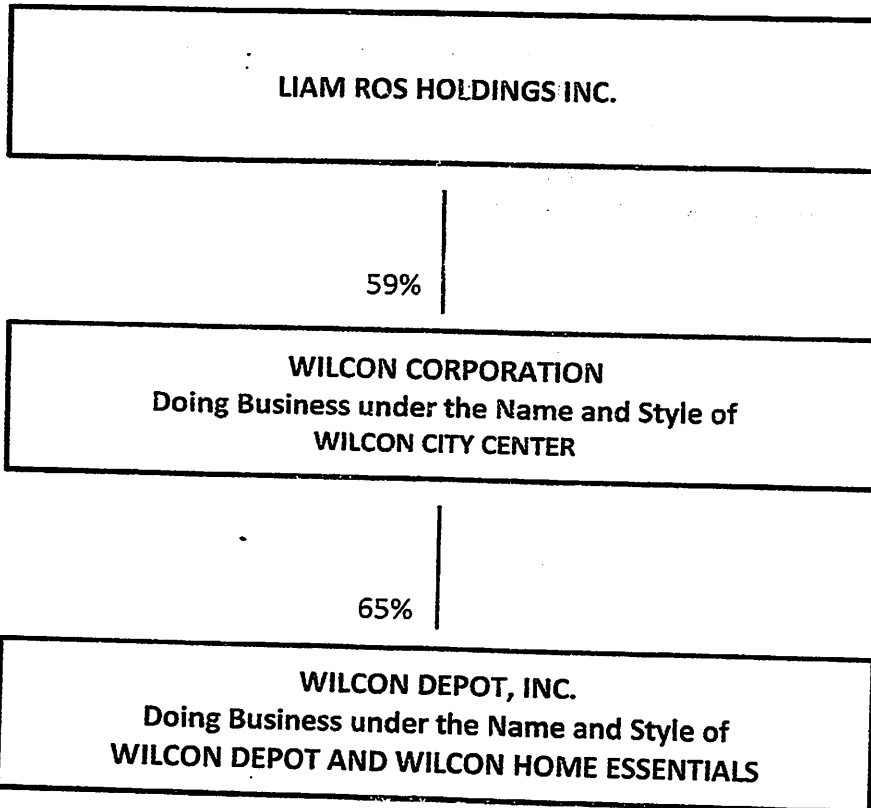 LIAM ROS HOLDINGS INC.
59%
WILCON CORPORATION
Doing Business under the Name and Style of
WILCON CITY CENTER
65%
WILCON DEPOT, INC.
Doing Business under the Name and Style of
WILCON DEPOT AND WILCON HOME ESSENTIALS